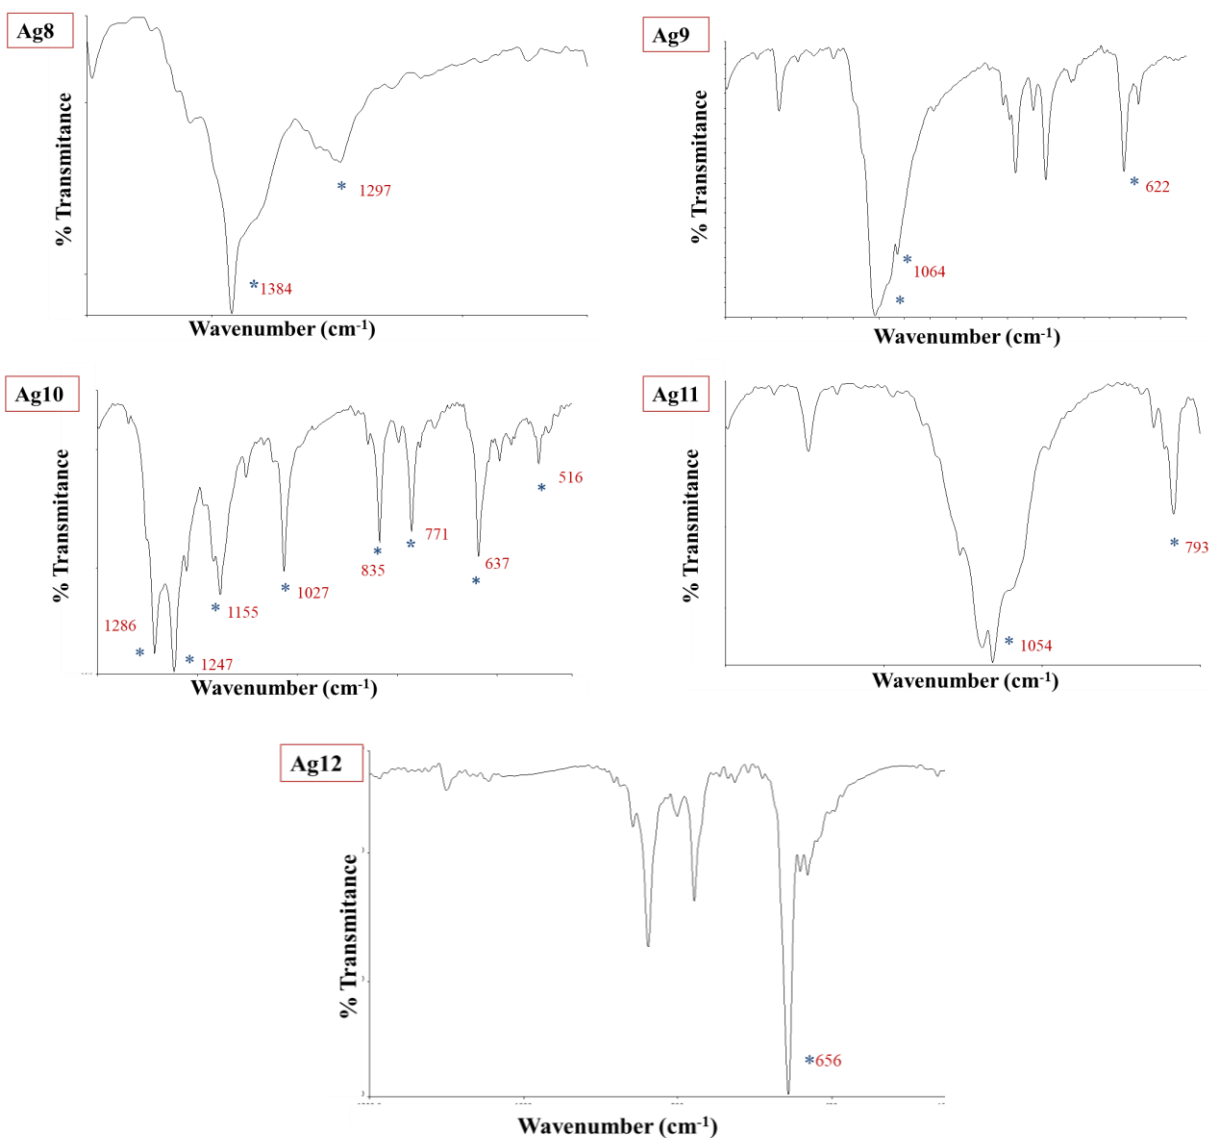 Ag8
% Transmitance
* 1297
* 1384
Wavenumber (cm-1)
Ag9
% Transmitance
* 622
* 1064
*
Wavenumber (cm-1)
Ag10
% Transmitance
1286 *
* 1247
* 1155
* 1027
835 *
* 771
* 637
* 516
Wavenumber (cm-1)
Ag11
% Transmitance
* 793
* 1054
Wavenumber (cm-1)
Ag12
% Transmitance
*656
Wavenumber (cm-1)